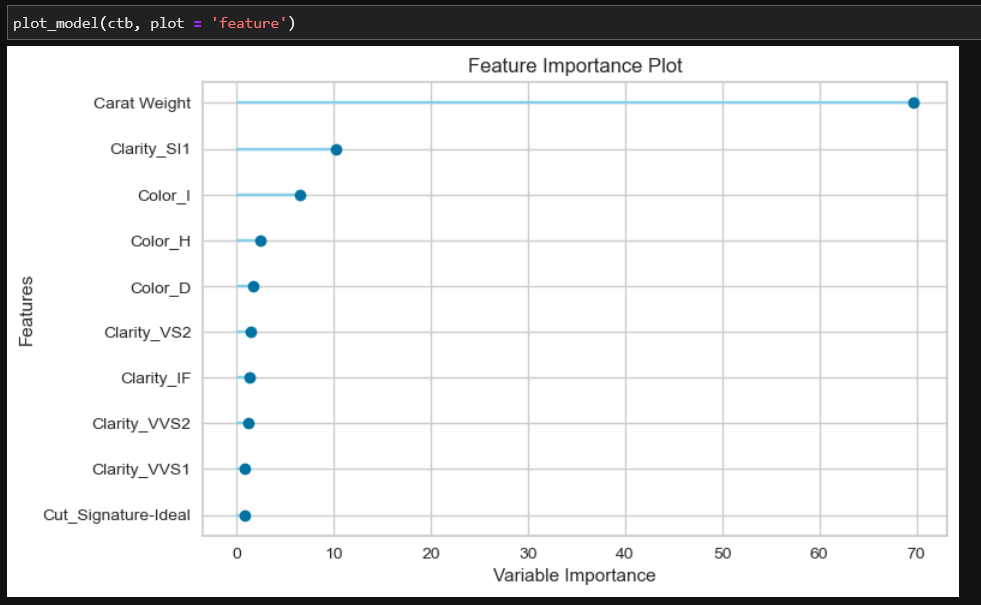 plot_model(ctb, plot = 'feature')
Feature Importance Plot
Features
Carat Weight
Clarity_SI1
Color_I
Color_H
Color_D
Clarity_VS2
Clarity_IF
Clarity_VVS2
Clarity_VVS1
Cut_Signature-Ideal
0 10 20 30 40 50 60 70
Variable Importance